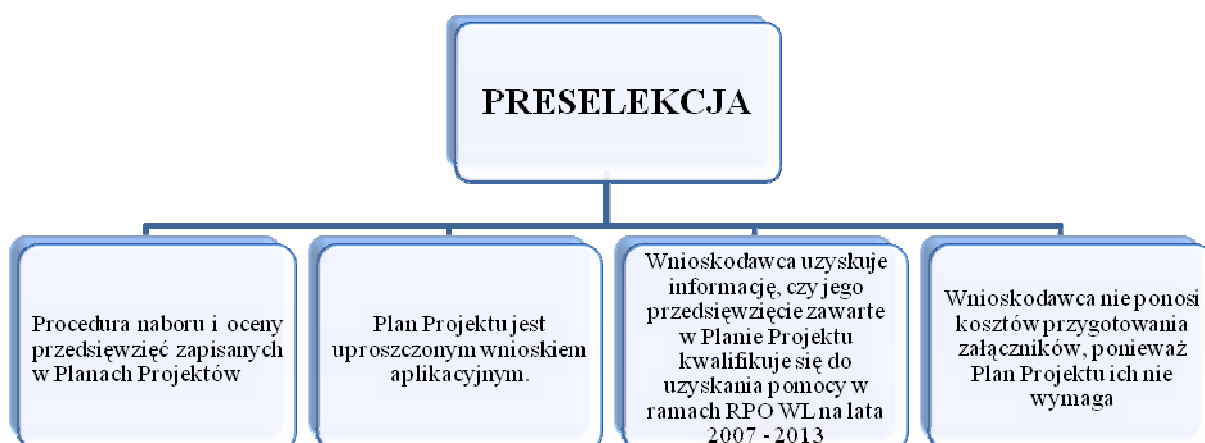 PRESELEKCJA
Procedura naboru i oceny
przedsięwzięć zapisanych
w Planach Projektów
Plan Projektu jest
uproszczonym wnioskiem
aplikacyjnym.
Wnioskodawca uzyskuje
informację, czy jego
przedsięwzięcie zawarte
w Planie Projektu
kwalifikuje się do
uzyskania pomocy w
ramach RPO WL na lata
2007 - 2013
Wnioskodawca nie ponosi
kosztów przygotowania
załączników, ponieważ
Plan Projektu ich nie
wymaga